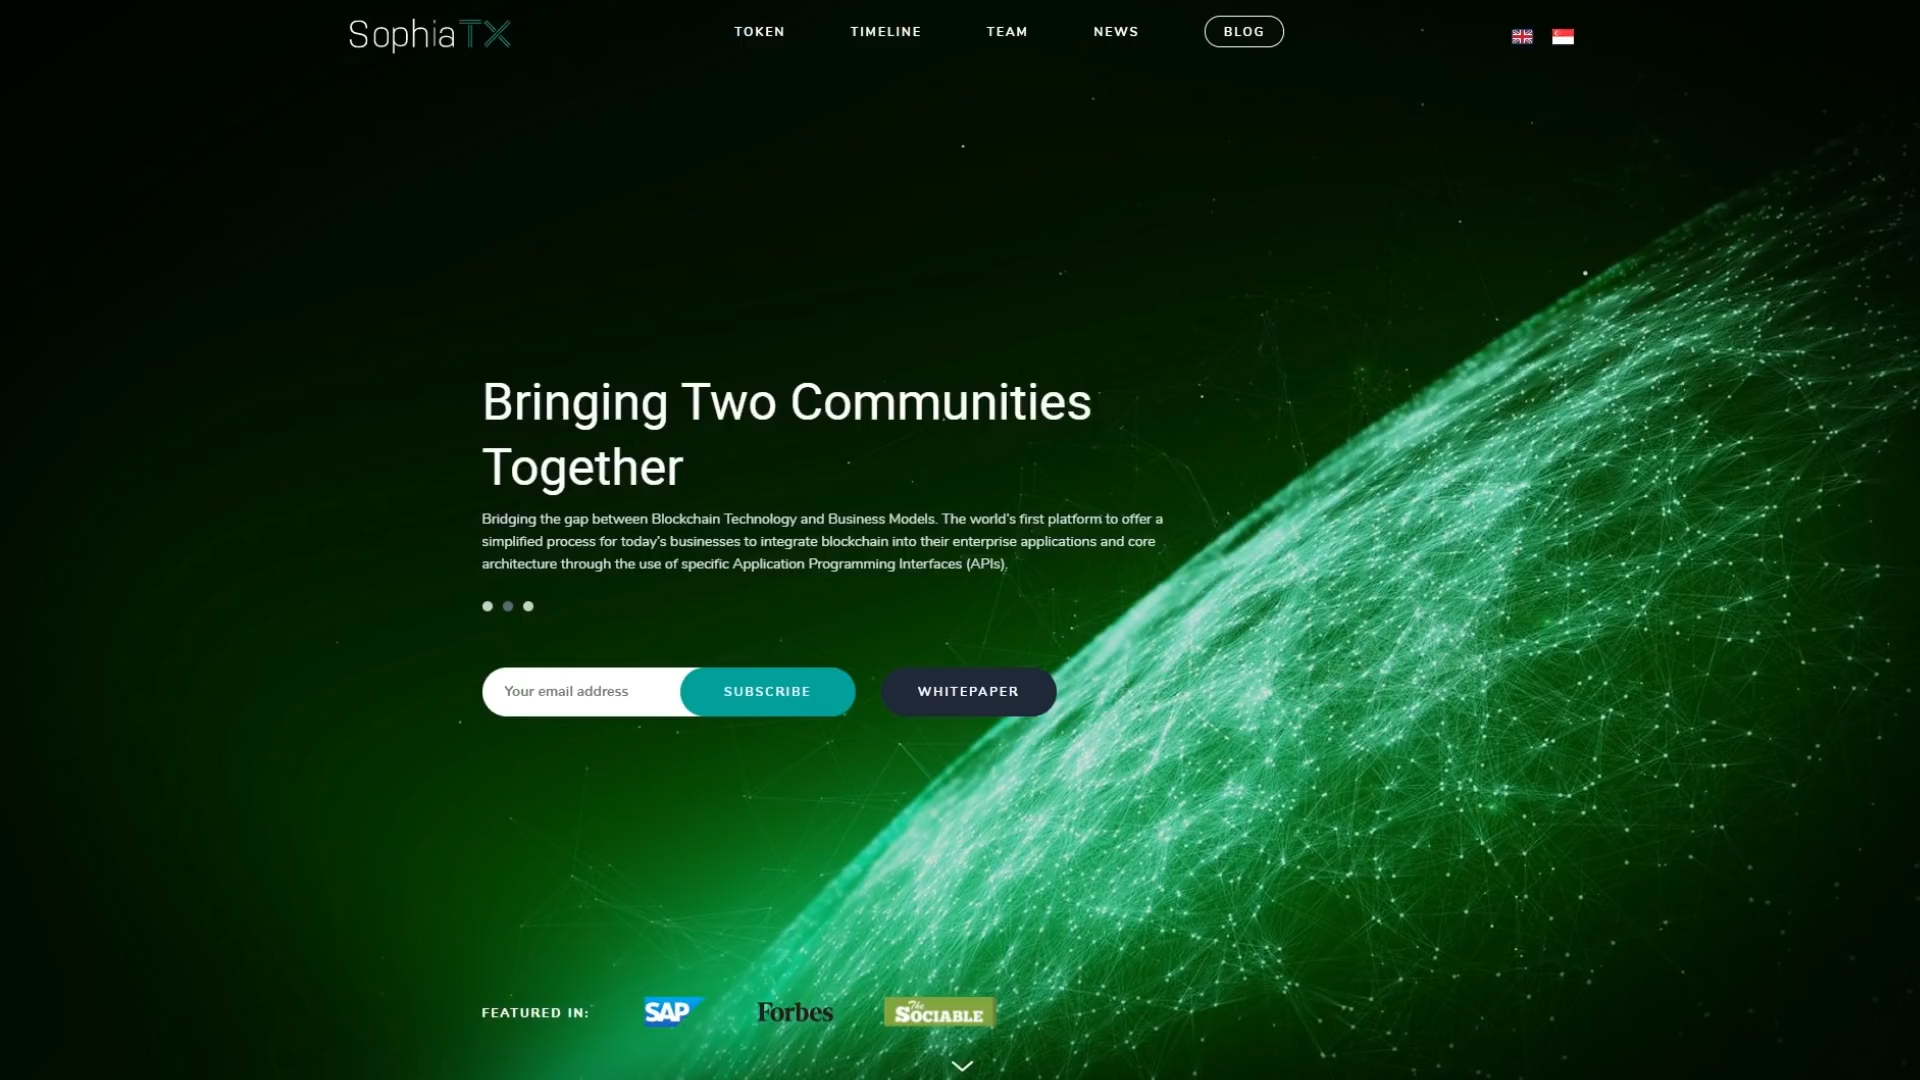 SophiaTX
TOKEN
TIMELINE
TEAM
NEWS
BLOG
Bringing Two Communities
Together
Bridging the gap between Blockchain Technology and Business Models. The world's first platform to offer a
simplified process for today's businesses to integrate blockchain into their enterprise applications and core
architecture through the use of specific Application Programming Interfaces (APIs).
Your email address
SUBSCRIBE
WHITEPAPER
FEATURED IN:
SAP
Forbes
The
SOCIABLE